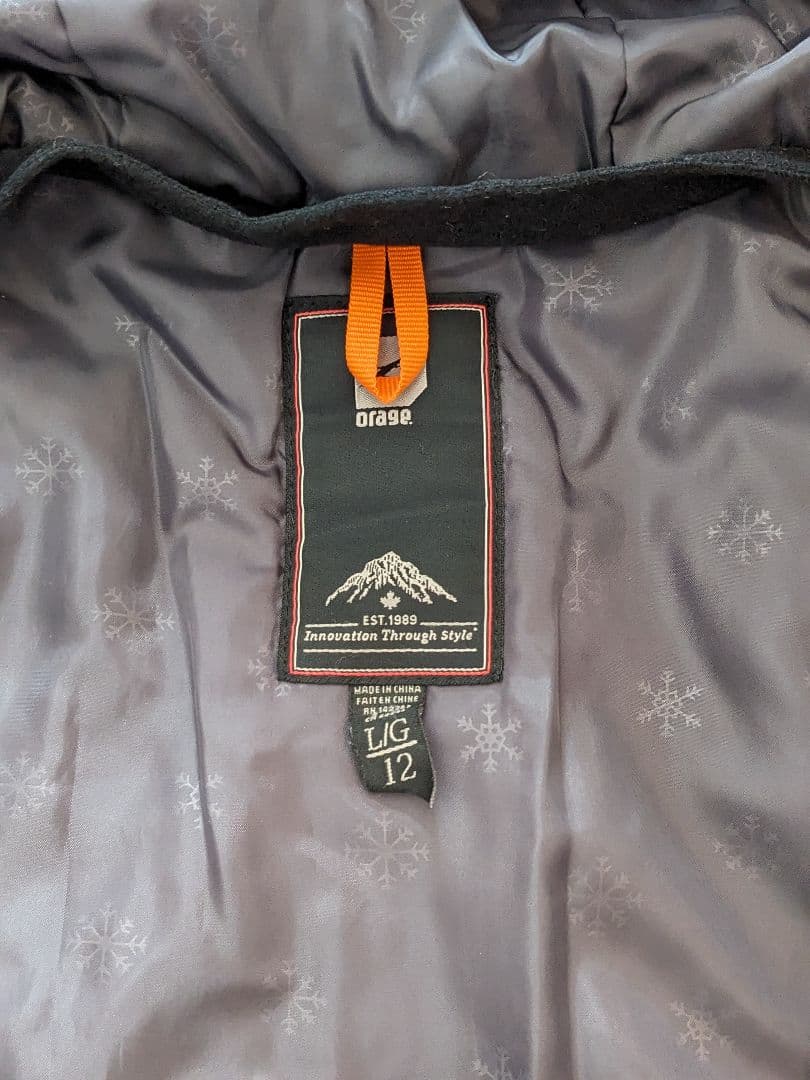 orage
EST.1989
Innovation Through Style
MADE IN CHINA
FAIT EN CHINE
L/G
12